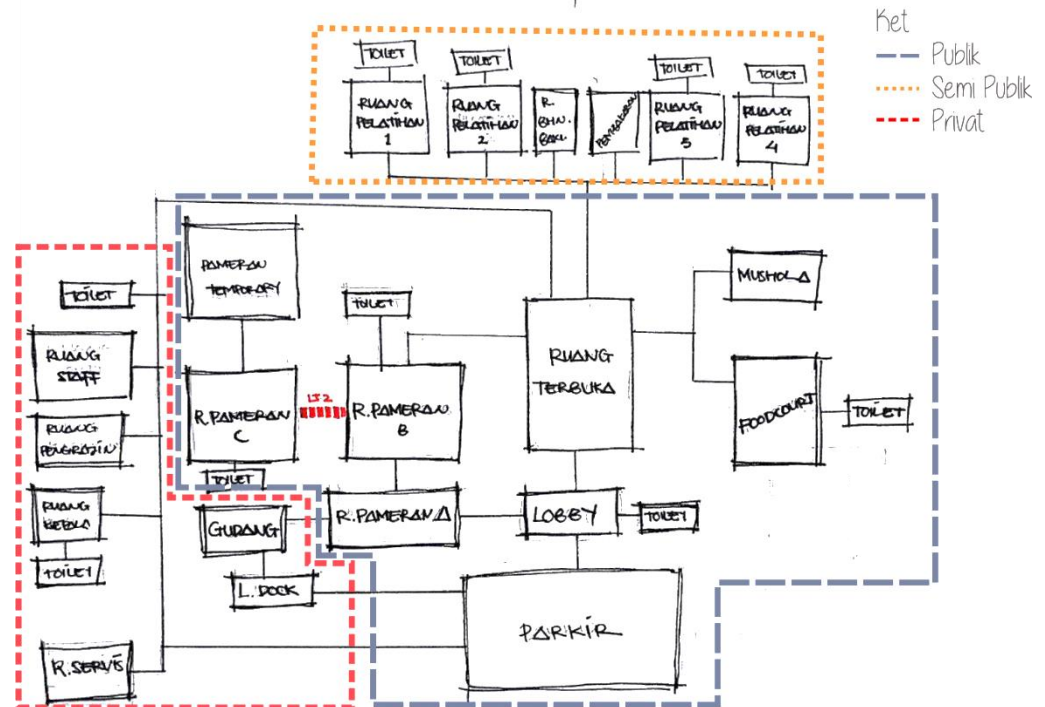 Ket
Publik
Semi Publik
Privat
TOILET
TOILET
TOILET
TOILET
RUANG
PELATIHAN
1
RUANG
PELATIHAN
2
R.
BHN.
BAKU
RUANG
PELATIHAN
3
RUANG
PELATIHAN
4
PAMERAN
TEMPORARY
MUSHOLA
TOILET
TOILET
RUANG
STAFF
R.PAMERAN
C
LT 2
R.PAMERAN
B
RUANG
TERBUKA
FOODCOURT
TOILET
RUANG
PENGRAJIN
TOILET
RUANG
KEPALA
TOILET
GUDANG
R.PAMERAN A
LOBBY
TOILET
L. DOCK
PARKIR
R.SERVIS